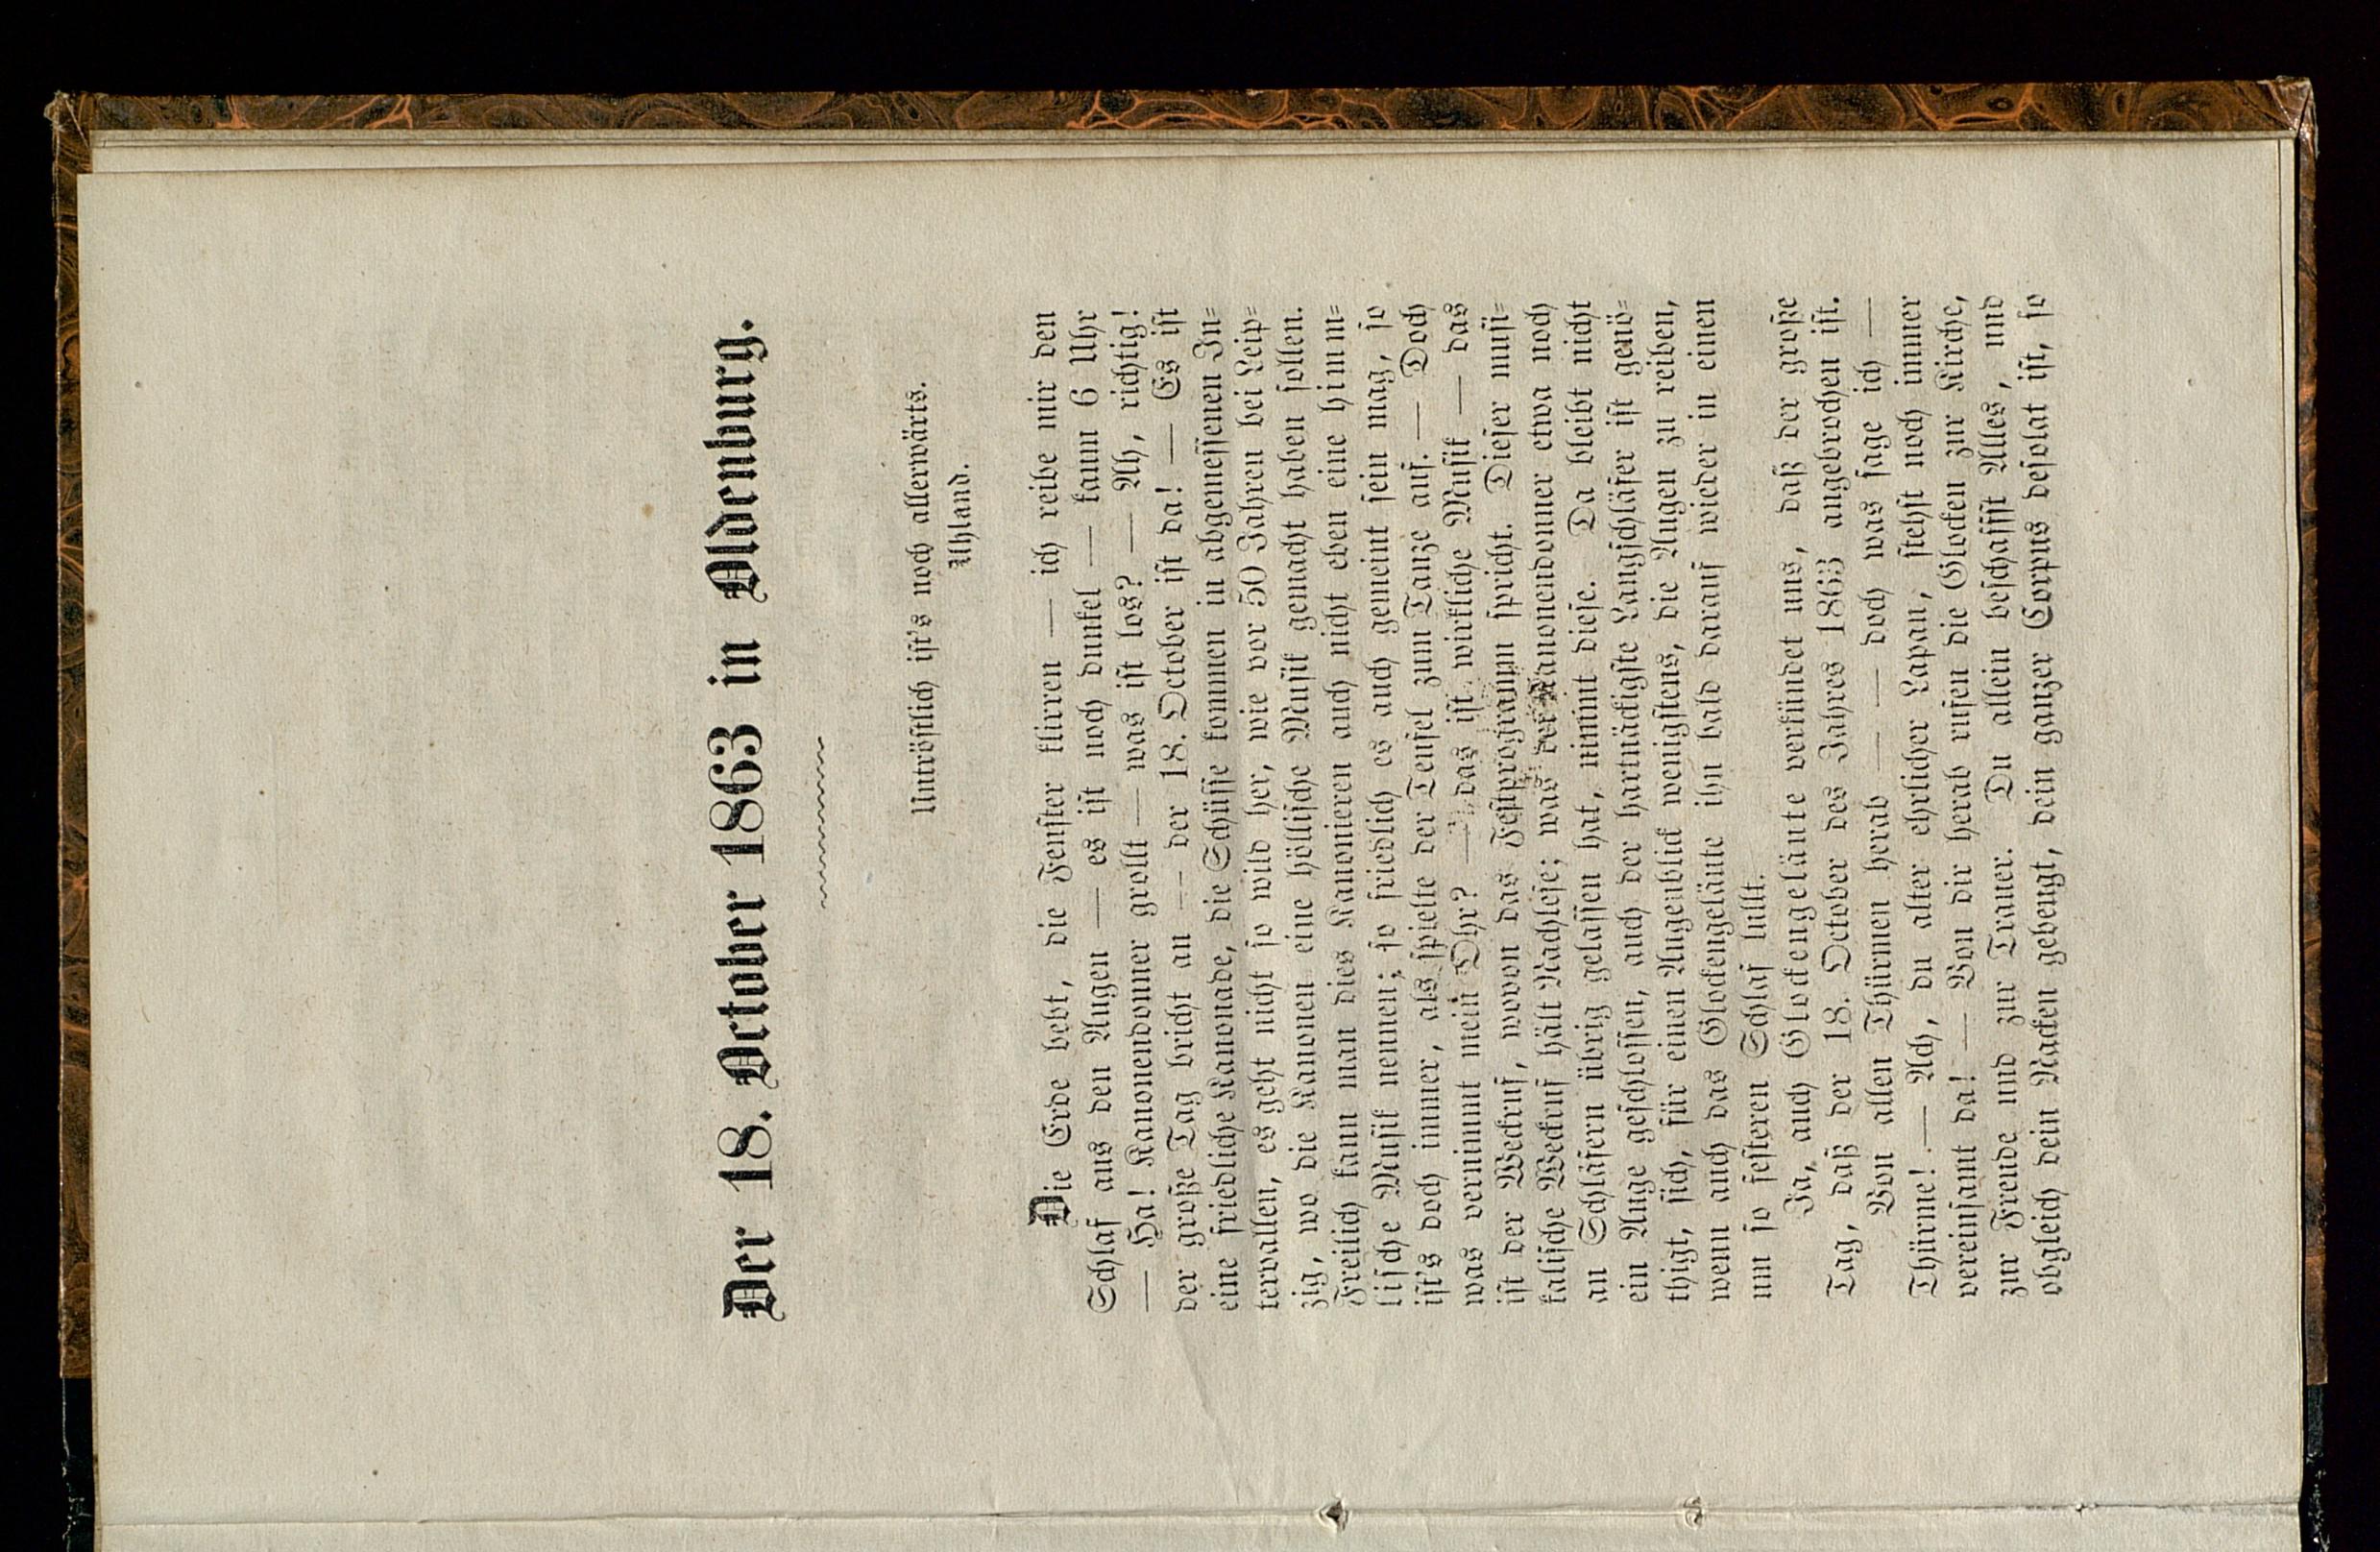 Der 18. October 1863 in Oldenburg.
Untröstlich ist's noch allerwärts.
Uhland.
Die Erde bebt, die Fenster klirren — ich reibe mir den
Schlaf aus den Augen — es ist noch dunkel — kaum 6 Uhr
— Ha! Kanonendonner grollt — was ist los? — Ah, richtig!
der große Tag bricht an — der 18. October ist da! — Es ist
eine friedliche Kanonade, die Schüsse kommen in abgemessenen In-
tervallen, es geht nicht so wild her, wie vor 50 Jahren bei Leip-
zig, wo die Kanonen eine höllische Musik gemacht haben sollen.
Freilich kann man dies Kanonieren auch nicht eben eine himm-
lische Musik nennen; so friedlich es auch gemeint sein mag, so
ist's doch immer, als spielte der Teufel zum Tanze auf. — Doch
was vernimmt mein Ohr? — das ist wirkliche Musik — das
ist der Weckruf, wovon das Festprogramm spricht. Dieser musi-
kalische Weckruf hält Nachlese; was der Kanonendonner etwa noch
an Schläfern übrig gelassen hat, nimmt diese. Da bleibt nicht
ein Auge geschlossen, auch der hartnäckigste Langschläfer ist genö-
thigt, sich, für einen Augenblick wenigstens, die Augen zu reiben,
wenn auch das Glockengeläute ihn bald darauf wieder in einen
um so festeren Schlaf lullt.
Ja, auch Glockengeläute verkündet uns, daß der große
Tag, daß der 18. October des Jahres 1863 angebrochen ist.
Von allen Thürmen herab — — doch was sage ich —
Thürme! — Ach, du alter ehrlicher Lapan, stehst noch immer
vereinsamt da! — Von dir herab rufen die Glocken zur Kirche,
zur Freude und zur Trauer. Du allein beschaffst Alles, und
obgleich dein Nacken gebeugt, dein ganzer Corpus desolat ist, so